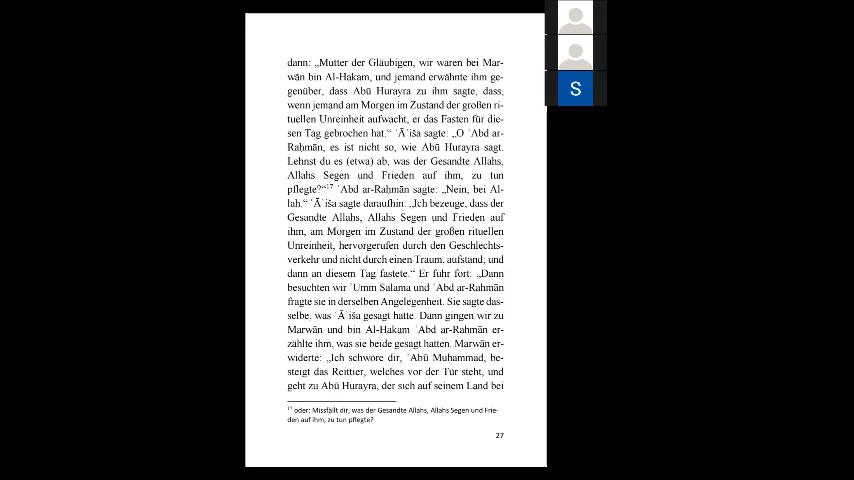 dann: „Mutter der Gläubigen, wir waren bei Mar-
wān bin Al-Hakam, und jemand erwähnte ihm ge-
genüber, dass Abū Hurayra zu ihm sagte, dass,
wenn jemand am Morgen im Zustand der großen ri-
tuellen Unreinheit aufwacht, er das Fasten für die-
sen Tag gebrochen hat.“ ʿĀʾiša sagte: „O ʿAbd ar-
Raḥmān, es ist nicht so, wie Abū Hurayra sagt.
Lehnst du es (etwa) ab, was der Gesandte Allahs,
Allahs Segen und Frieden auf ihm, zu tun
pflegte?“17 ʿAbd ar-Raḥmān sagte: „Nein, bei Al-
lah.“ ʿĀʾiša sagte daraufhin: „Ich bezeuge, dass der
Gesandte Allahs, Allahs Segen und Frieden auf
ihm, am Morgen im Zustand der großen rituellen
Unreinheit, hervorgerufen durch den Geschlechts-
verkehr und nicht durch einen Traum, aufstand; und
dann an diesem Tag fastete.“ Er fuhr fort: „Dann
besuchten wir ʾUmm Salama und ʿAbd ar-Raḥmān
fragte sie in derselben Angelegenheit. Sie sagte das-
selbe, was ʿĀʾiša gesagt hatte. Dann gingen wir zu
Marwān und bin Al-Hakam ʿAbd ar-Raḥmān er-
zählte ihm, was sie beide gesagt hatten. Marwān er-
widerte: „Ich schwöre dir, ʾAbū Muḥammad, be-
steigt das Reittier, welches vor der Tür steht, und
geht zu Abū Hurayra, der sich auf seinem Land bei
17 oder: Missfällt dir, was der Gesandte Allahs, Allahs Segen und Frie-
den auf ihm, zu tun pflegte?
27
S